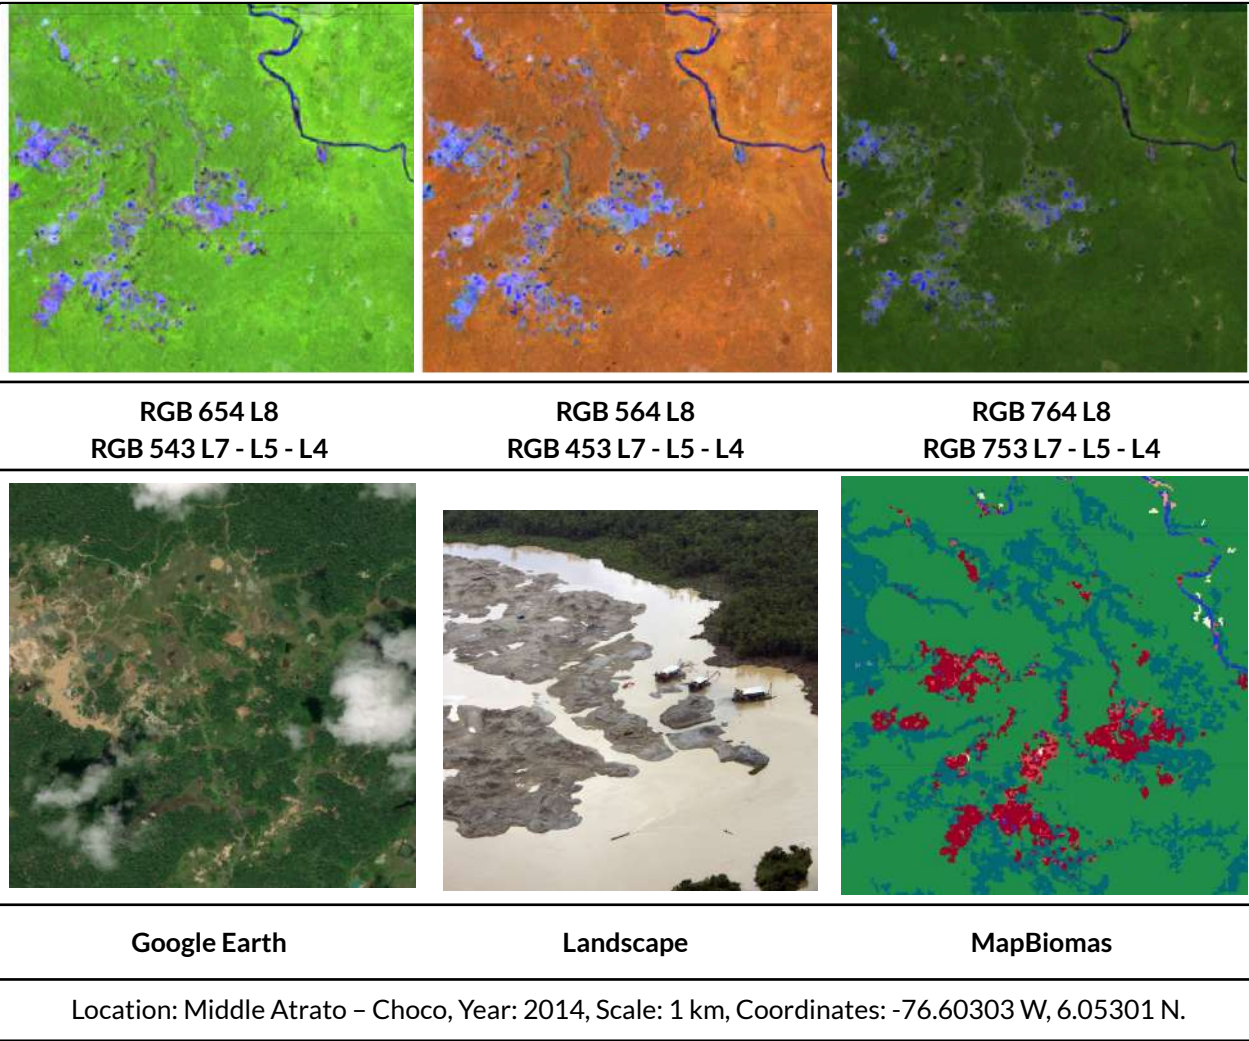 RGB 654 L8
RGB 543 L7 - L5 - L4
RGB 564 L8
RGB 453 L7 - L5 - L4
RGB 764 L8
RGB 753 L7 - L5 - L4
Google Earth
Landscape
MapBiomas
Location: Middle Atrato – Choco, Year: 2014, Scale: 1 km, Coordinates: -76.60303 W, 6.05301 N.